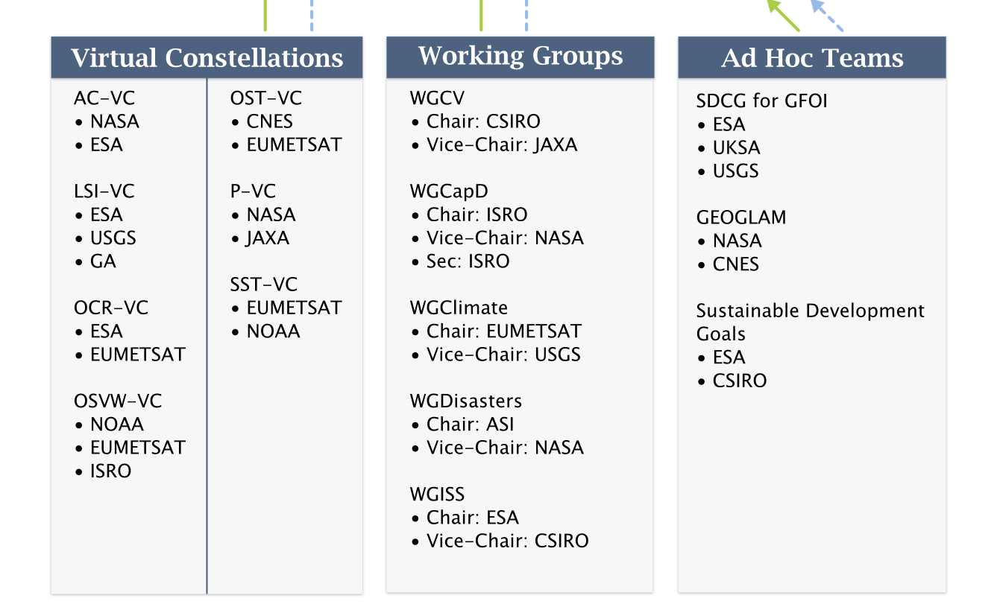 Virtual Constellations
AC-VC
• NASA
• ESA
LSI-VC
• ESA
• USGS
• GA
OCR-VC
• ESA
• EUMETSAT
OSVW-VC
• NOAA
• EUMETSAT
• ISRO
OST-VC
• CNES
• EUMETSAT
P-VC
• NASA
• JAXA
SST-VC
• EUMETSAT
• NOAA
Working Groups
WGCV
• Chair: CSIRO
• Vice-Chair: JAXA
WGCapD
• Chair: ISRO
• Vice-Chair: NASA
• Sec: ISRO
WGClimate
• Chair: EUMETSAT
• Vice-Chair: USGS
WGDisasters
• Chair: ASI
• Vice-Chair: NASA
WGISS
• Chair: ESA
• Vice-Chair: CSIRO
Ad Hoc Teams
SDCG for GFOI
• ESA
• UKSA
• USGS
GEOGLAM
• NASA
• CNES
Sustainable Development
Goals
• ESA
• CSIRO